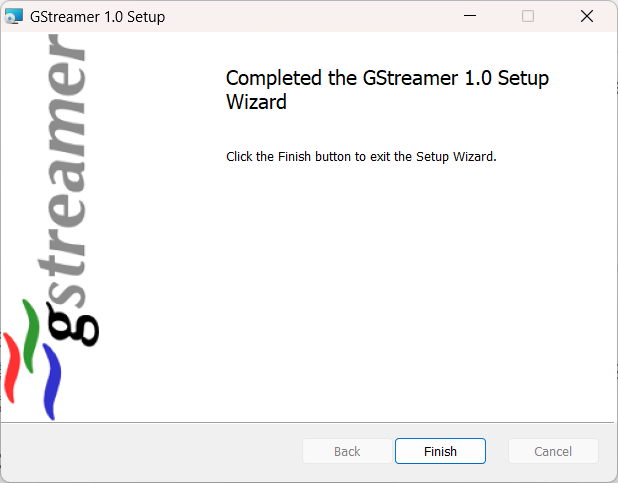 GStreamer 1.0 Setup
gstreamer
Completed the GStreamer 1.0 Setup
Wizard
Click the Finish button to exit the Setup Wizard.
Back
Finish
Cancel